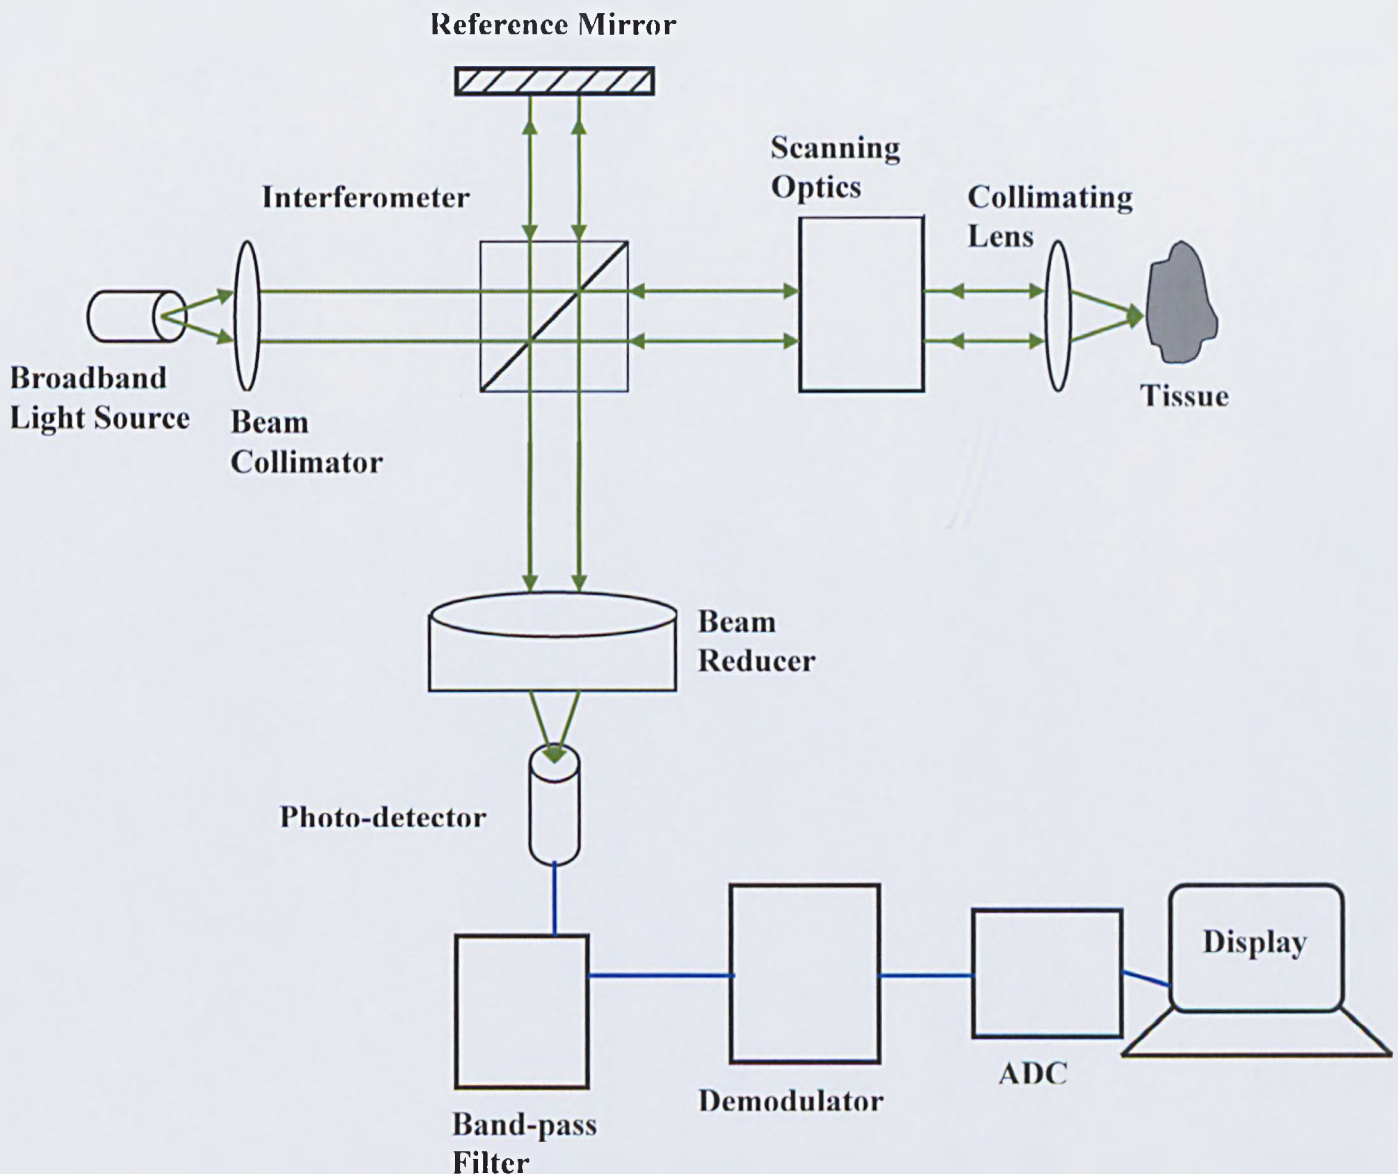 Reference Mirror
Scanning
Optics
Interferometer
Collimating
Lens
Broadband
Light Source
Tissue
Beam
Collimator
Beam
Reducer
Photo-detector
Display
ADC
Demodulator
Band-pass
Filter